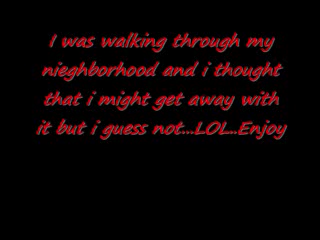 I was walking through my
nieghborhood and i thought
that i might get away with
it but i guess not...LOL..Enjoy